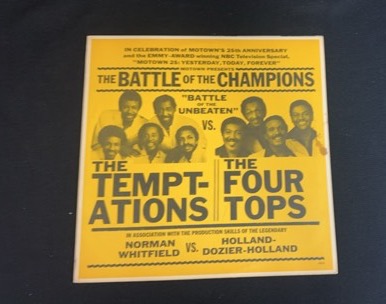 IN CELEBRATION of MOTOWN'S 25th ANNIVERSARY
and the EMMY-AWARD winning NBC Television Special,
"MOTOWN 25: YESTERDAY, TODAY, FOREVER"
MOTOWN PRESENTS
THE BATTLE OF THE CHAMPIONS
"BATTLE
OF THE
UNBEATEN"
VS.
THE
TEMPT-
ATIONS
THE
FOUR
TOPS
IN ASSOCIATION WITH THE PRODUCTION SKILLS OF THE LEGENDARY
NORMAN
WHITFIELD
VS.
HOLLAND-
DOZIER-HOLLAND